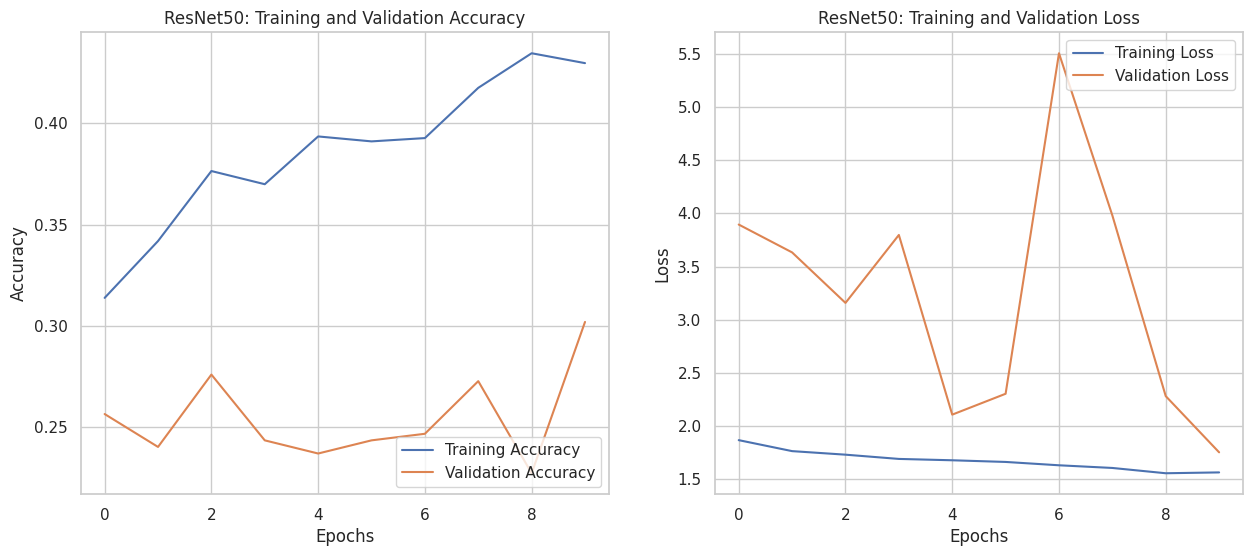 ResNet50: Training and Validation Accuracy
Accuracy
0.40
0.35
0.30
0.25
0 2 4 6 8
Epochs
Training Accuracy
Validation Accuracy
ResNet50: Training and Validation Loss
Loss
5.5
5.0
4.5
4.0
3.5
3.0
2.5
2.0
1.5
0 2 4 6 8
Epochs
Training Loss
Validation Loss